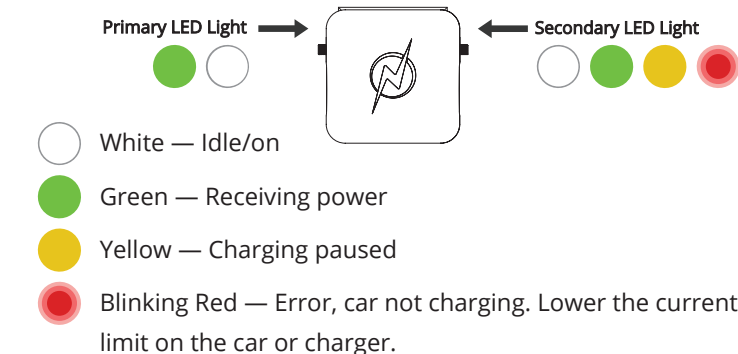 Primary LED Light
Secondary LED Light
White — Idle/on
Green — Receiving power
Yellow — Charging paused
Blinking Red — Error, car not charging. Lower the current
limit on the car or charger.